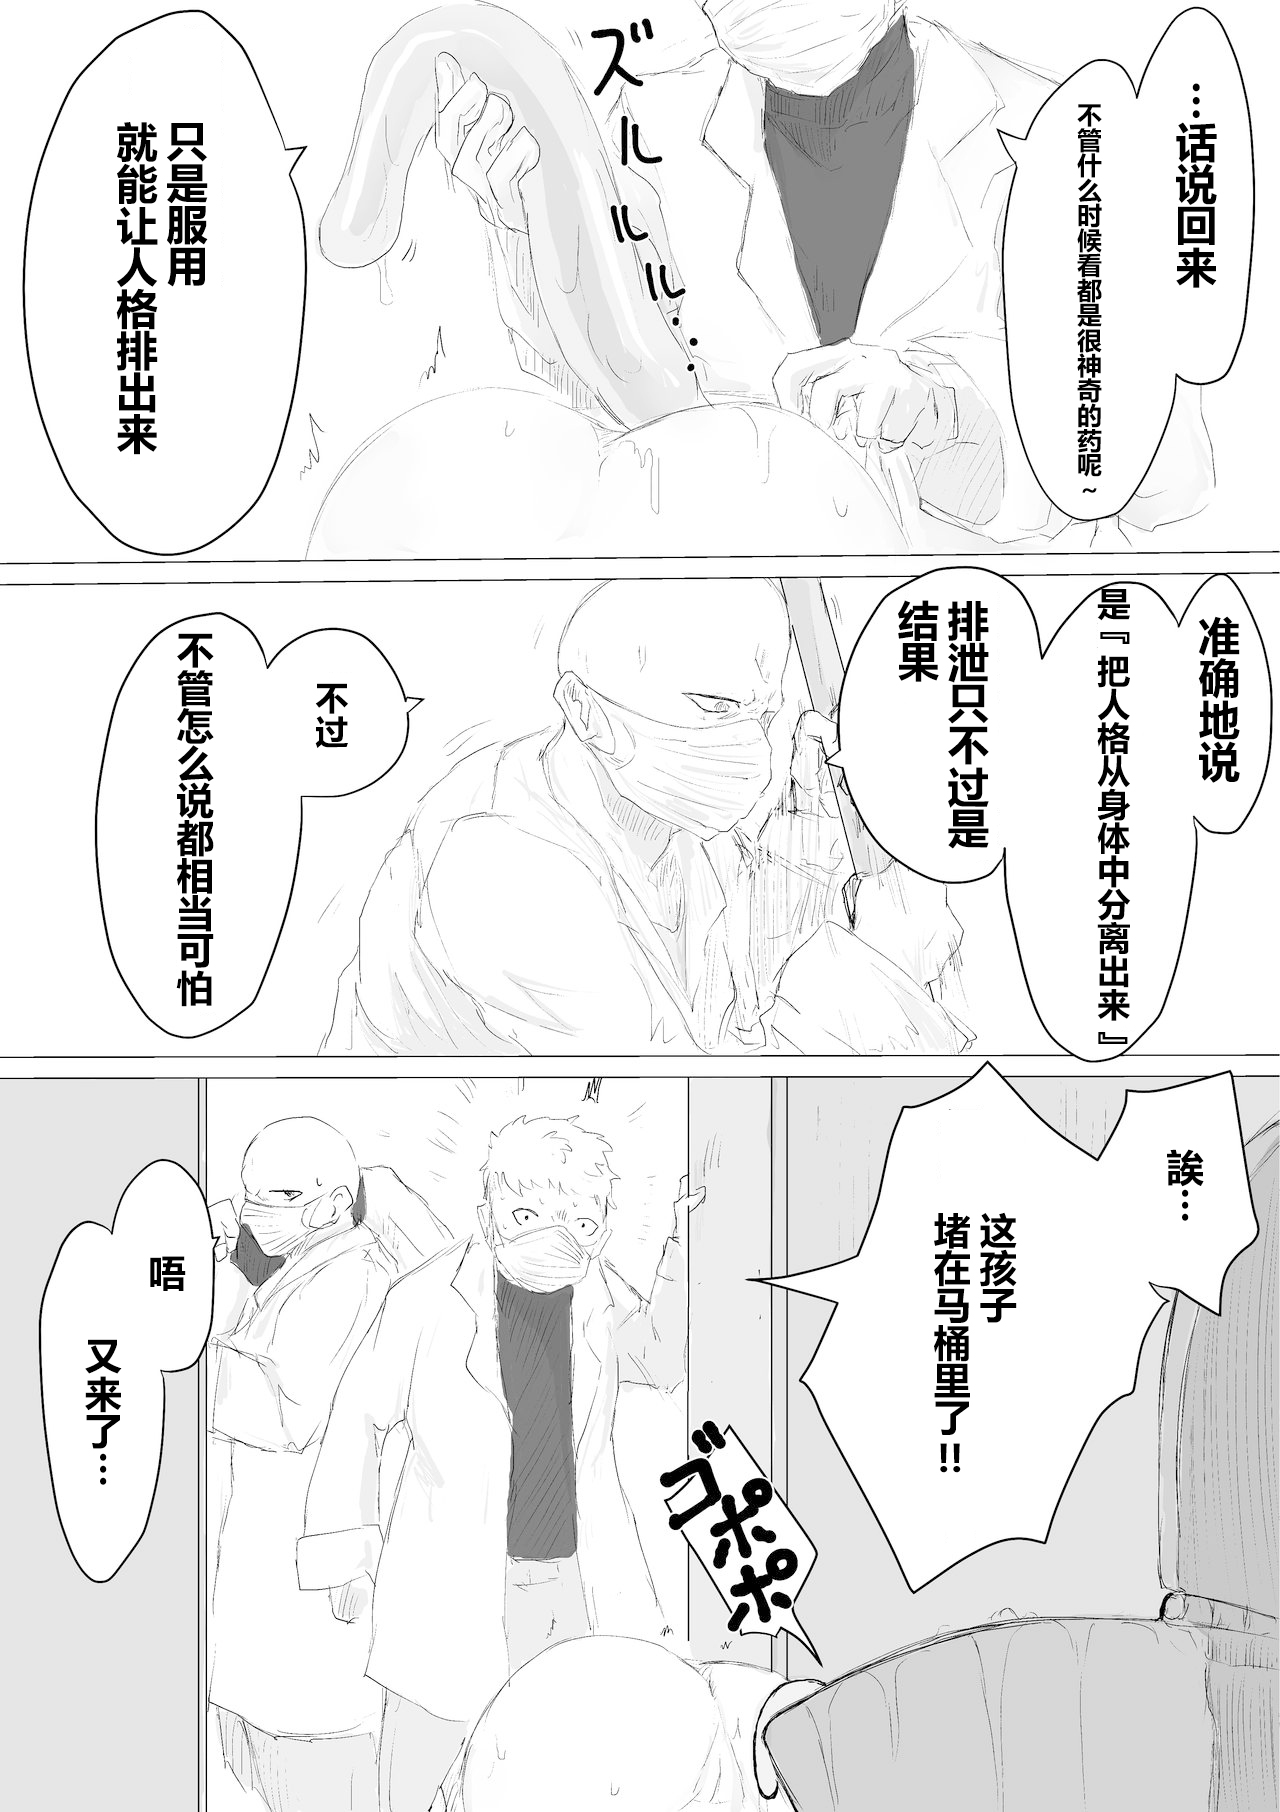 …话说回来
不管什么时候看都是很神奇的药呢~
ズルルルル...…
只是服用
就能让人格排出来
准确地说
是『把人格从身体中分离出来』
排泄只不过是
结果
不过
不管怎么说都相当可怕
誒…
这孩子
堵在马桶里了!!
ゴポポポ
唔
又来了…